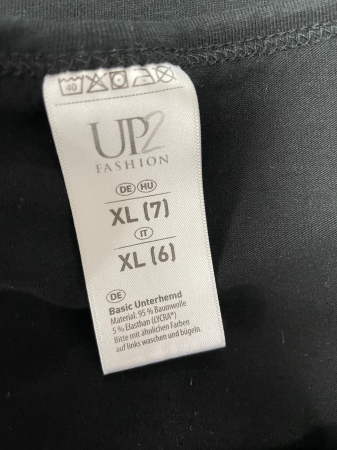 40
UP2
FASHION
DE HU
XL (7)
IT
XL (6)
DE
Basic Unterhemd
Material: 95 % Baumwolle
5 % Elasthan (LYCRA®)
Bitte mit ähnlichen Farben
auf links waschen und bügeln.